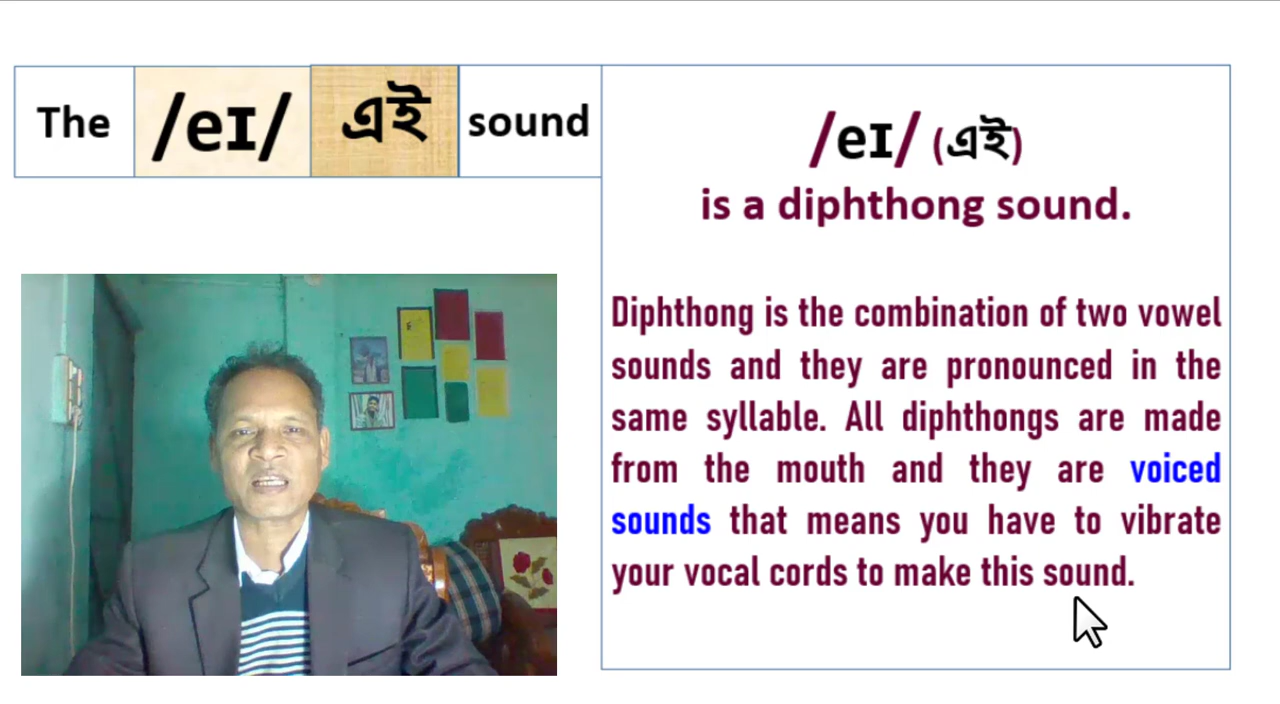 The /eɪ/ এই sound
/eɪ/ (এই)
is a diphthong sound.
Diphthong is the combination of two vowel
sounds and they are pronounced in the
same syllable. All diphthongs are made
from the mouth and they are voiced
sounds that means you have to vibrate
your vocal cords to make this sound.